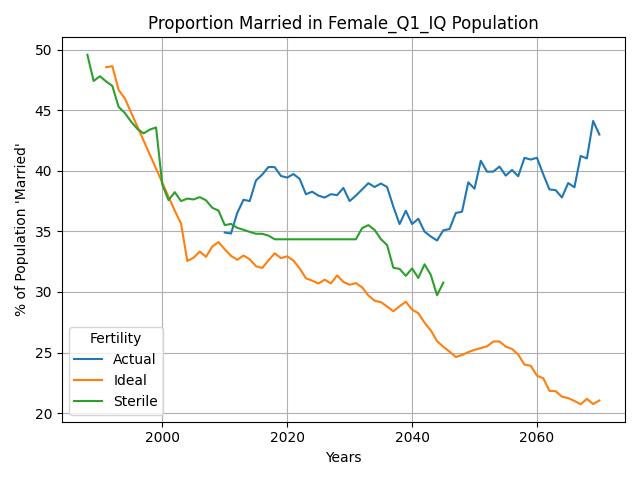 Proportion Married in Female_Q1_IQ Population
% of Population 'Married'
50
45
40
35
30
25
20
Fertility
Actual
Ideal
Sterile
2000
2020
2040
2060
Years